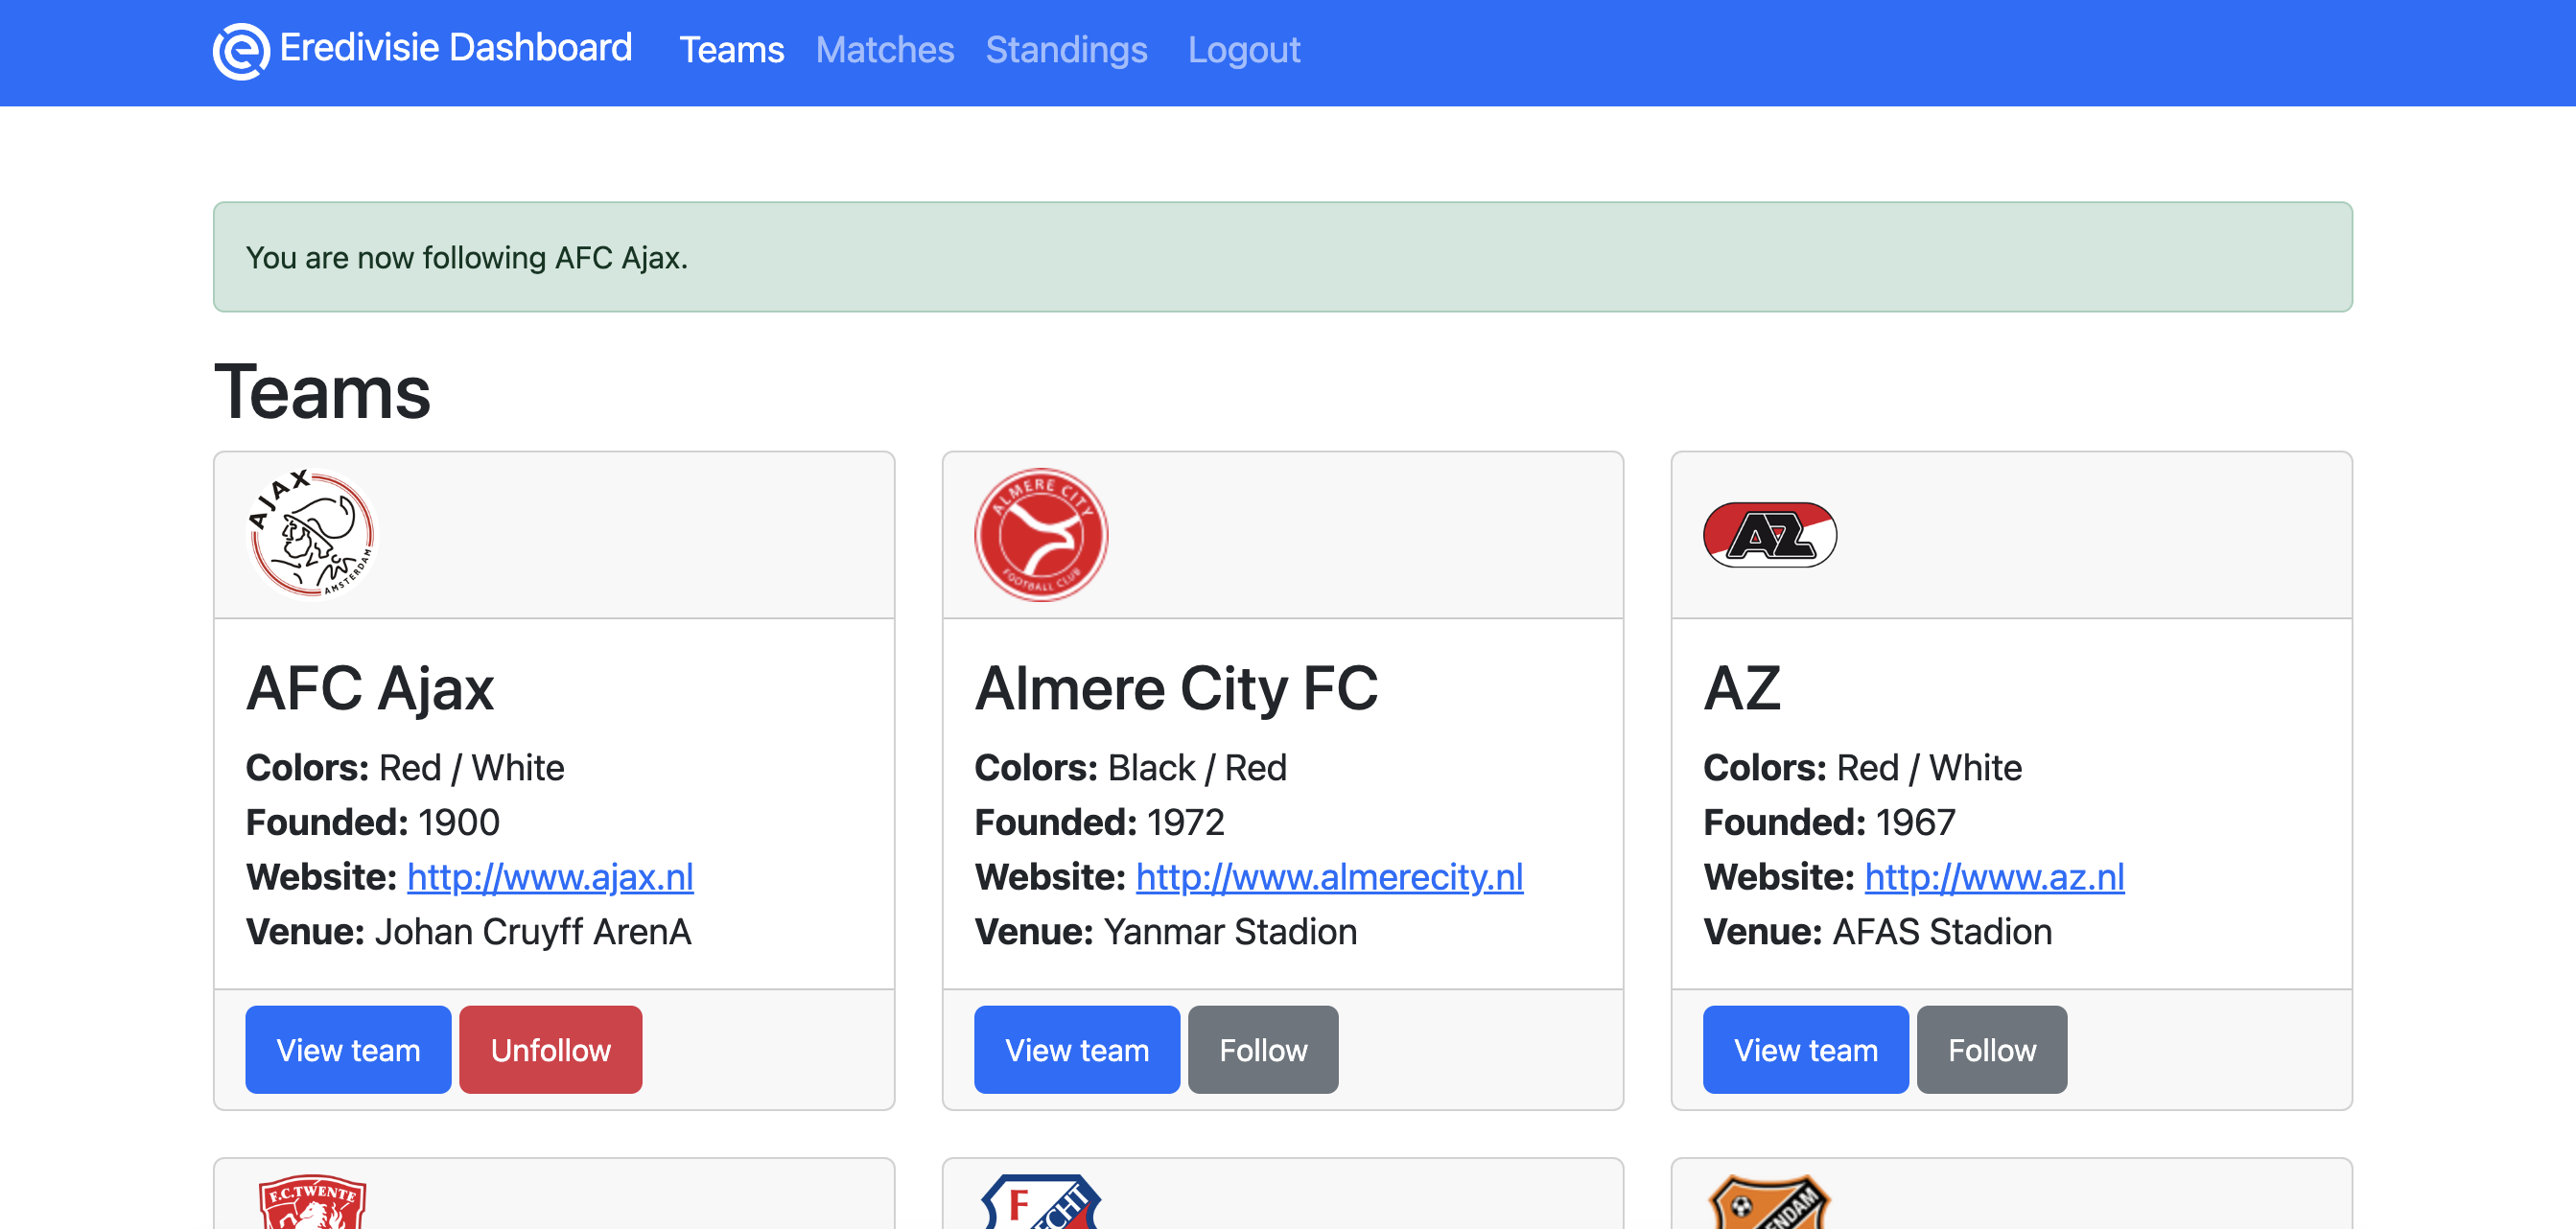 Eredivisie Dashboard Teams Matches Standings Logout
You are now following AFC Ajax.
Teams
AJAX
AMSTERDAM
ALMERE CITY
FOOTBALL CLUB
AZ
AFC Ajax
Colors: Red / White
Founded: 1900
Website: http://www.ajax.nl
Venue: Johan Cruyff ArenA
View team Unfollow
Almere City FC
Colors: Black / Red
Founded: 1972
Website: http://www.almerecity.nl
Venue: Yanmar Stadion
View team Follow
AZ
Colors: Red / White
Founded: 1967
Website: http://www.az.nl
Venue: AFAS Stadion
View team Follow
F.C. TWENTE
F